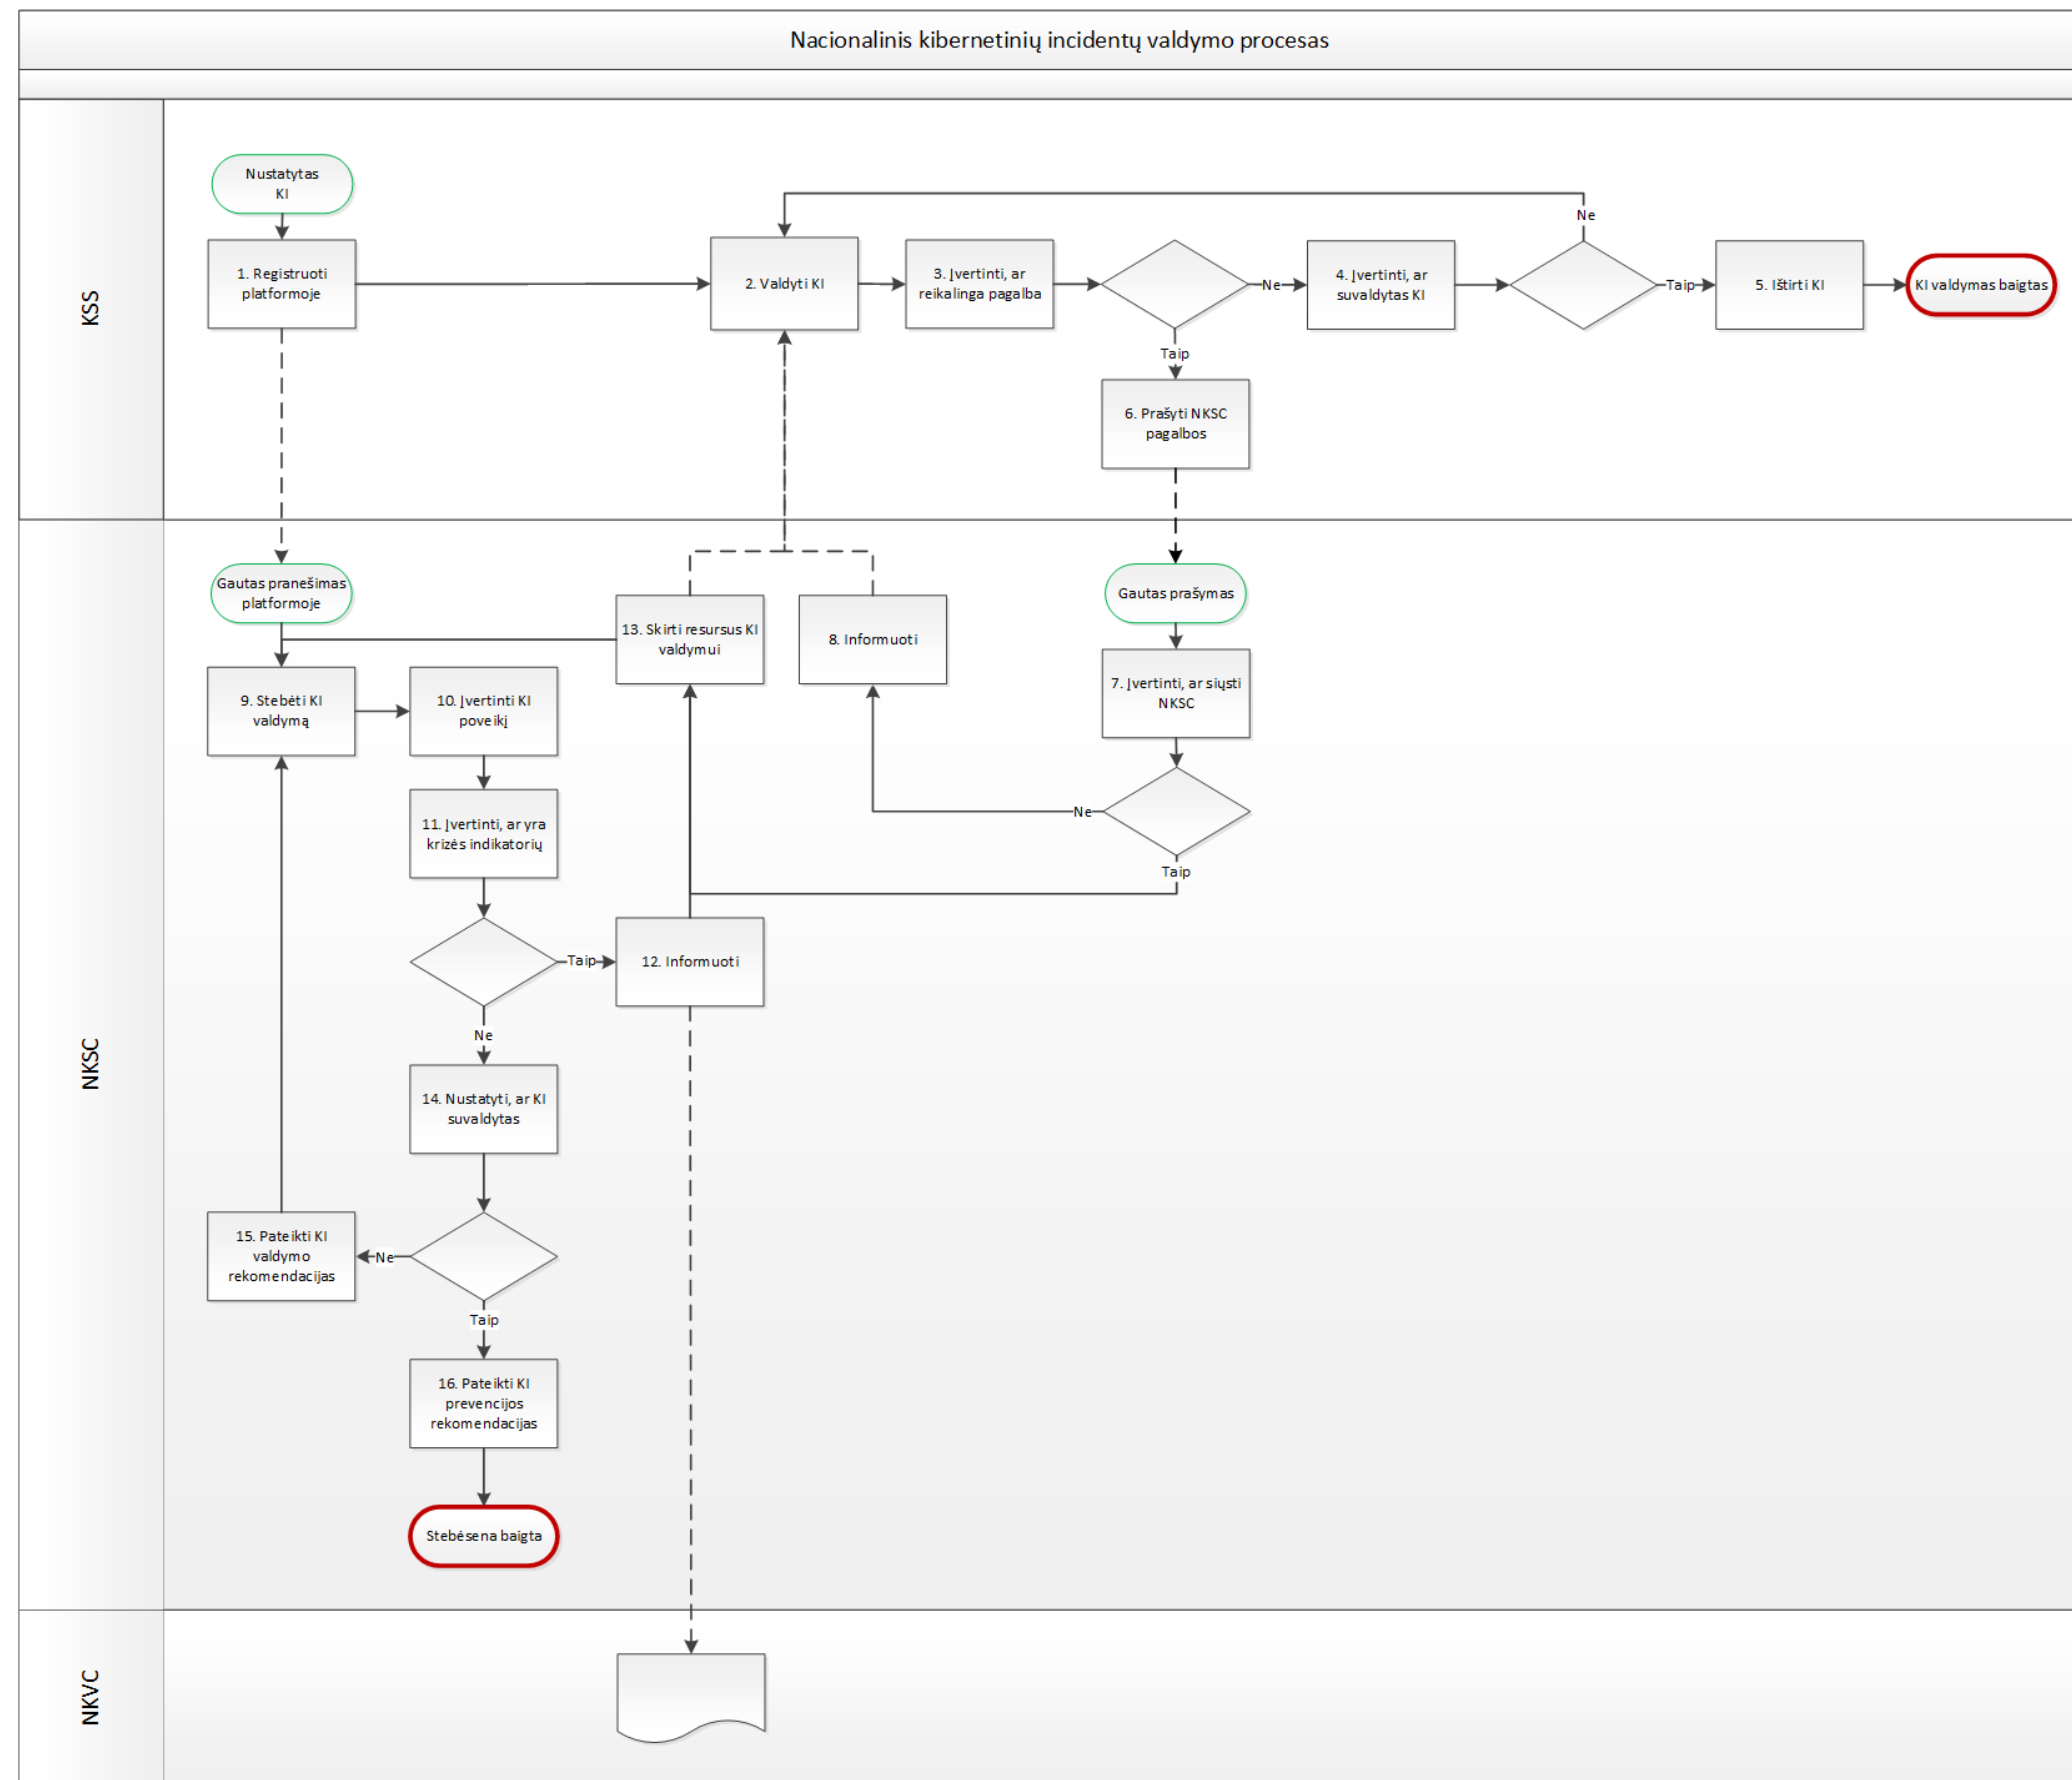 Nacionalinis kibernetinių incidentų valdymo procesas
KSS
Nustatytas
KI
1. Registruoti
platformoje
2. Valdyti KI
3. Įvertinti, ar
reikalinga pagalba
Ne
4. Įvertinti, ar
suvaldytas KI
Ne
Taip
5. Ištirti KI
KI valdymas baigtas
Taip
6. Prašyti NKSC
pagalbos
NKSC
Gautas pranešimas
platformoje
13. Skirti resursus KI
valdymui
8. Informuoti
Gautas prašymas
9. Stebėti KI
valdymą
10. Įvertinti KI
poveikį
7. Įvertinti, ar siųsti
NKSC
11. Įvertinti, ar yra
krizės indikatorių
Ne
Taip
Taip
12. Informuoti
Ne
14. Nustatyti, ar KI
suvaldytas
15. Pateikti KI
valdymo
rekomendacijas
Ne
Taip
16. Pateikti KI
prevencijos
rekomendacijas
Stebėsena baigta
NKVC